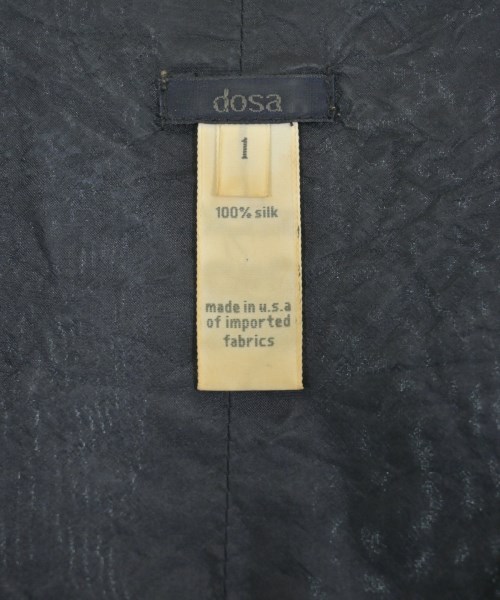 dosa
1
100% silk
made in u.s.a
of imported
fabrics